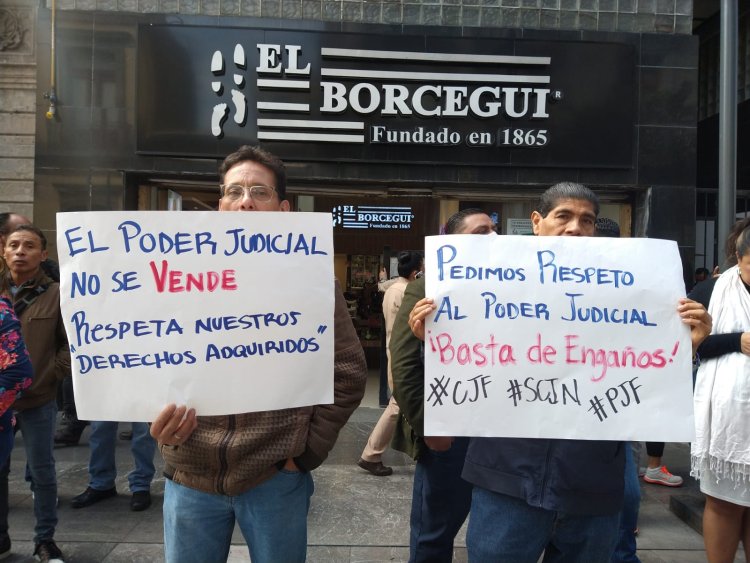 EL
BORCEGUI®
Fundado en 1865
EL
BORCEGUI
Fundado en 1865
EL PODER JUDICIAL
NO SE VENDE
"RESPETA NUESTROS
DERECHOS ADQUIRIDOS"
PEDIMOS RESPETO
AL PODER JUDICIAL
¡Basta de Engaños!
#CJF #SCJN #PJF